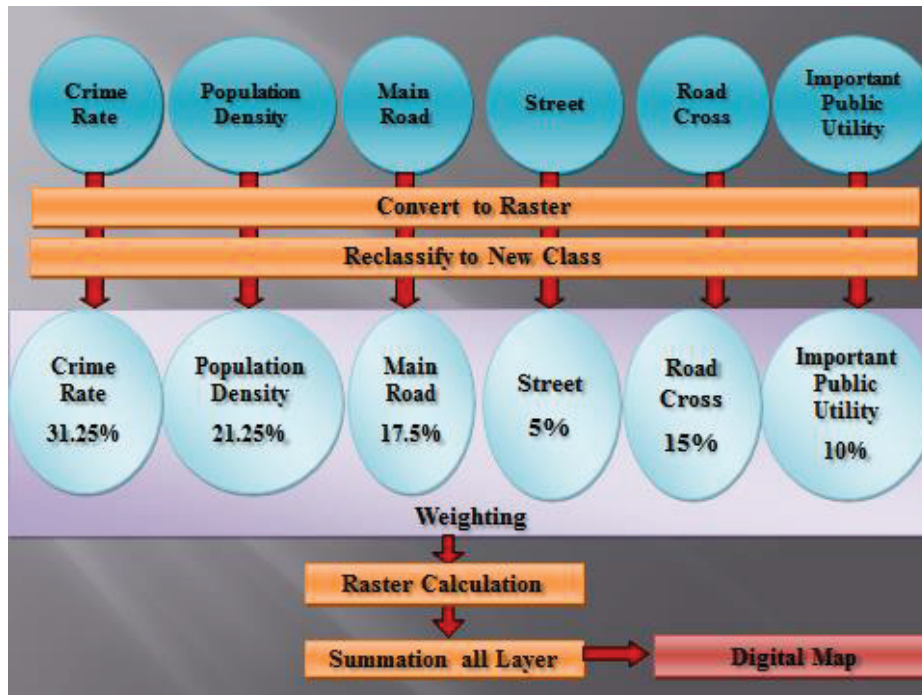 Crime
Rate
Population
Density
Main
Road
Street
Road
Cross
Important
Public
Utility
Convert to Raster
Reclassify to New Class
Crime
Rate
31.25%
Population
Density
21.25%
Main
Road
17.5%
Street
5%
Road
Cross
15%
Important
Public
Utility
10%
Weighting
Raster Calculation
Summation all Layer
Digital Map